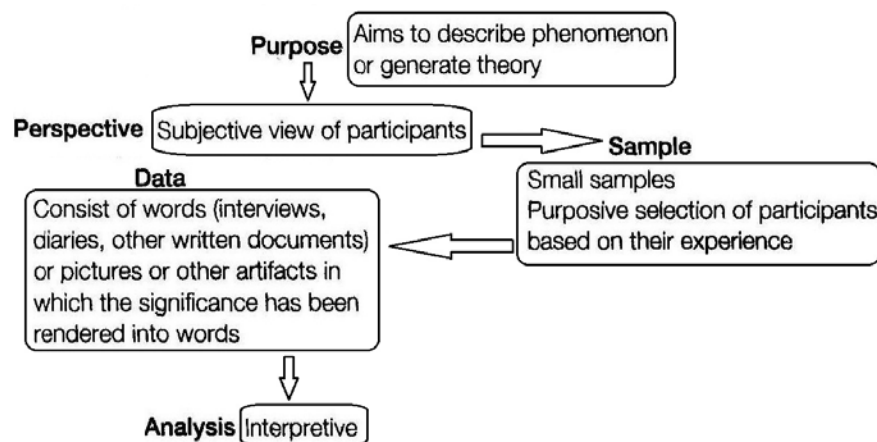 Purpose
Aims to describe phenomenon
or generate theory
Perspective
Subjective view of participants
Sample
Small samples
Purposive selection of participants
based on their experience
Data
Consist of words (interviews,
diaries, other written documents)
or pictures or other artifacts in
which the significance has been
rendered into words
Analysis
Interpretive